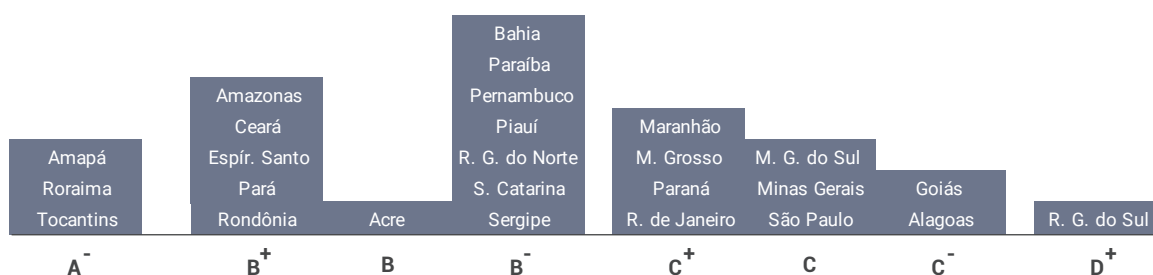 Bahia
Paraíba
Amazonas Pernambuco
Ceará Piauí Maranhão
Amapá Espír. Santo R. G. do Norte M. Grosso M. G. do Sul
Roraima Pará S. Catarina Paraná Minas Gerais Goiás
Tocantins Rondônia Acre Sergipe R. de Janeiro São Paulo Alagoas R. G. do Sul
A- B+ B B- C+ C C- D+